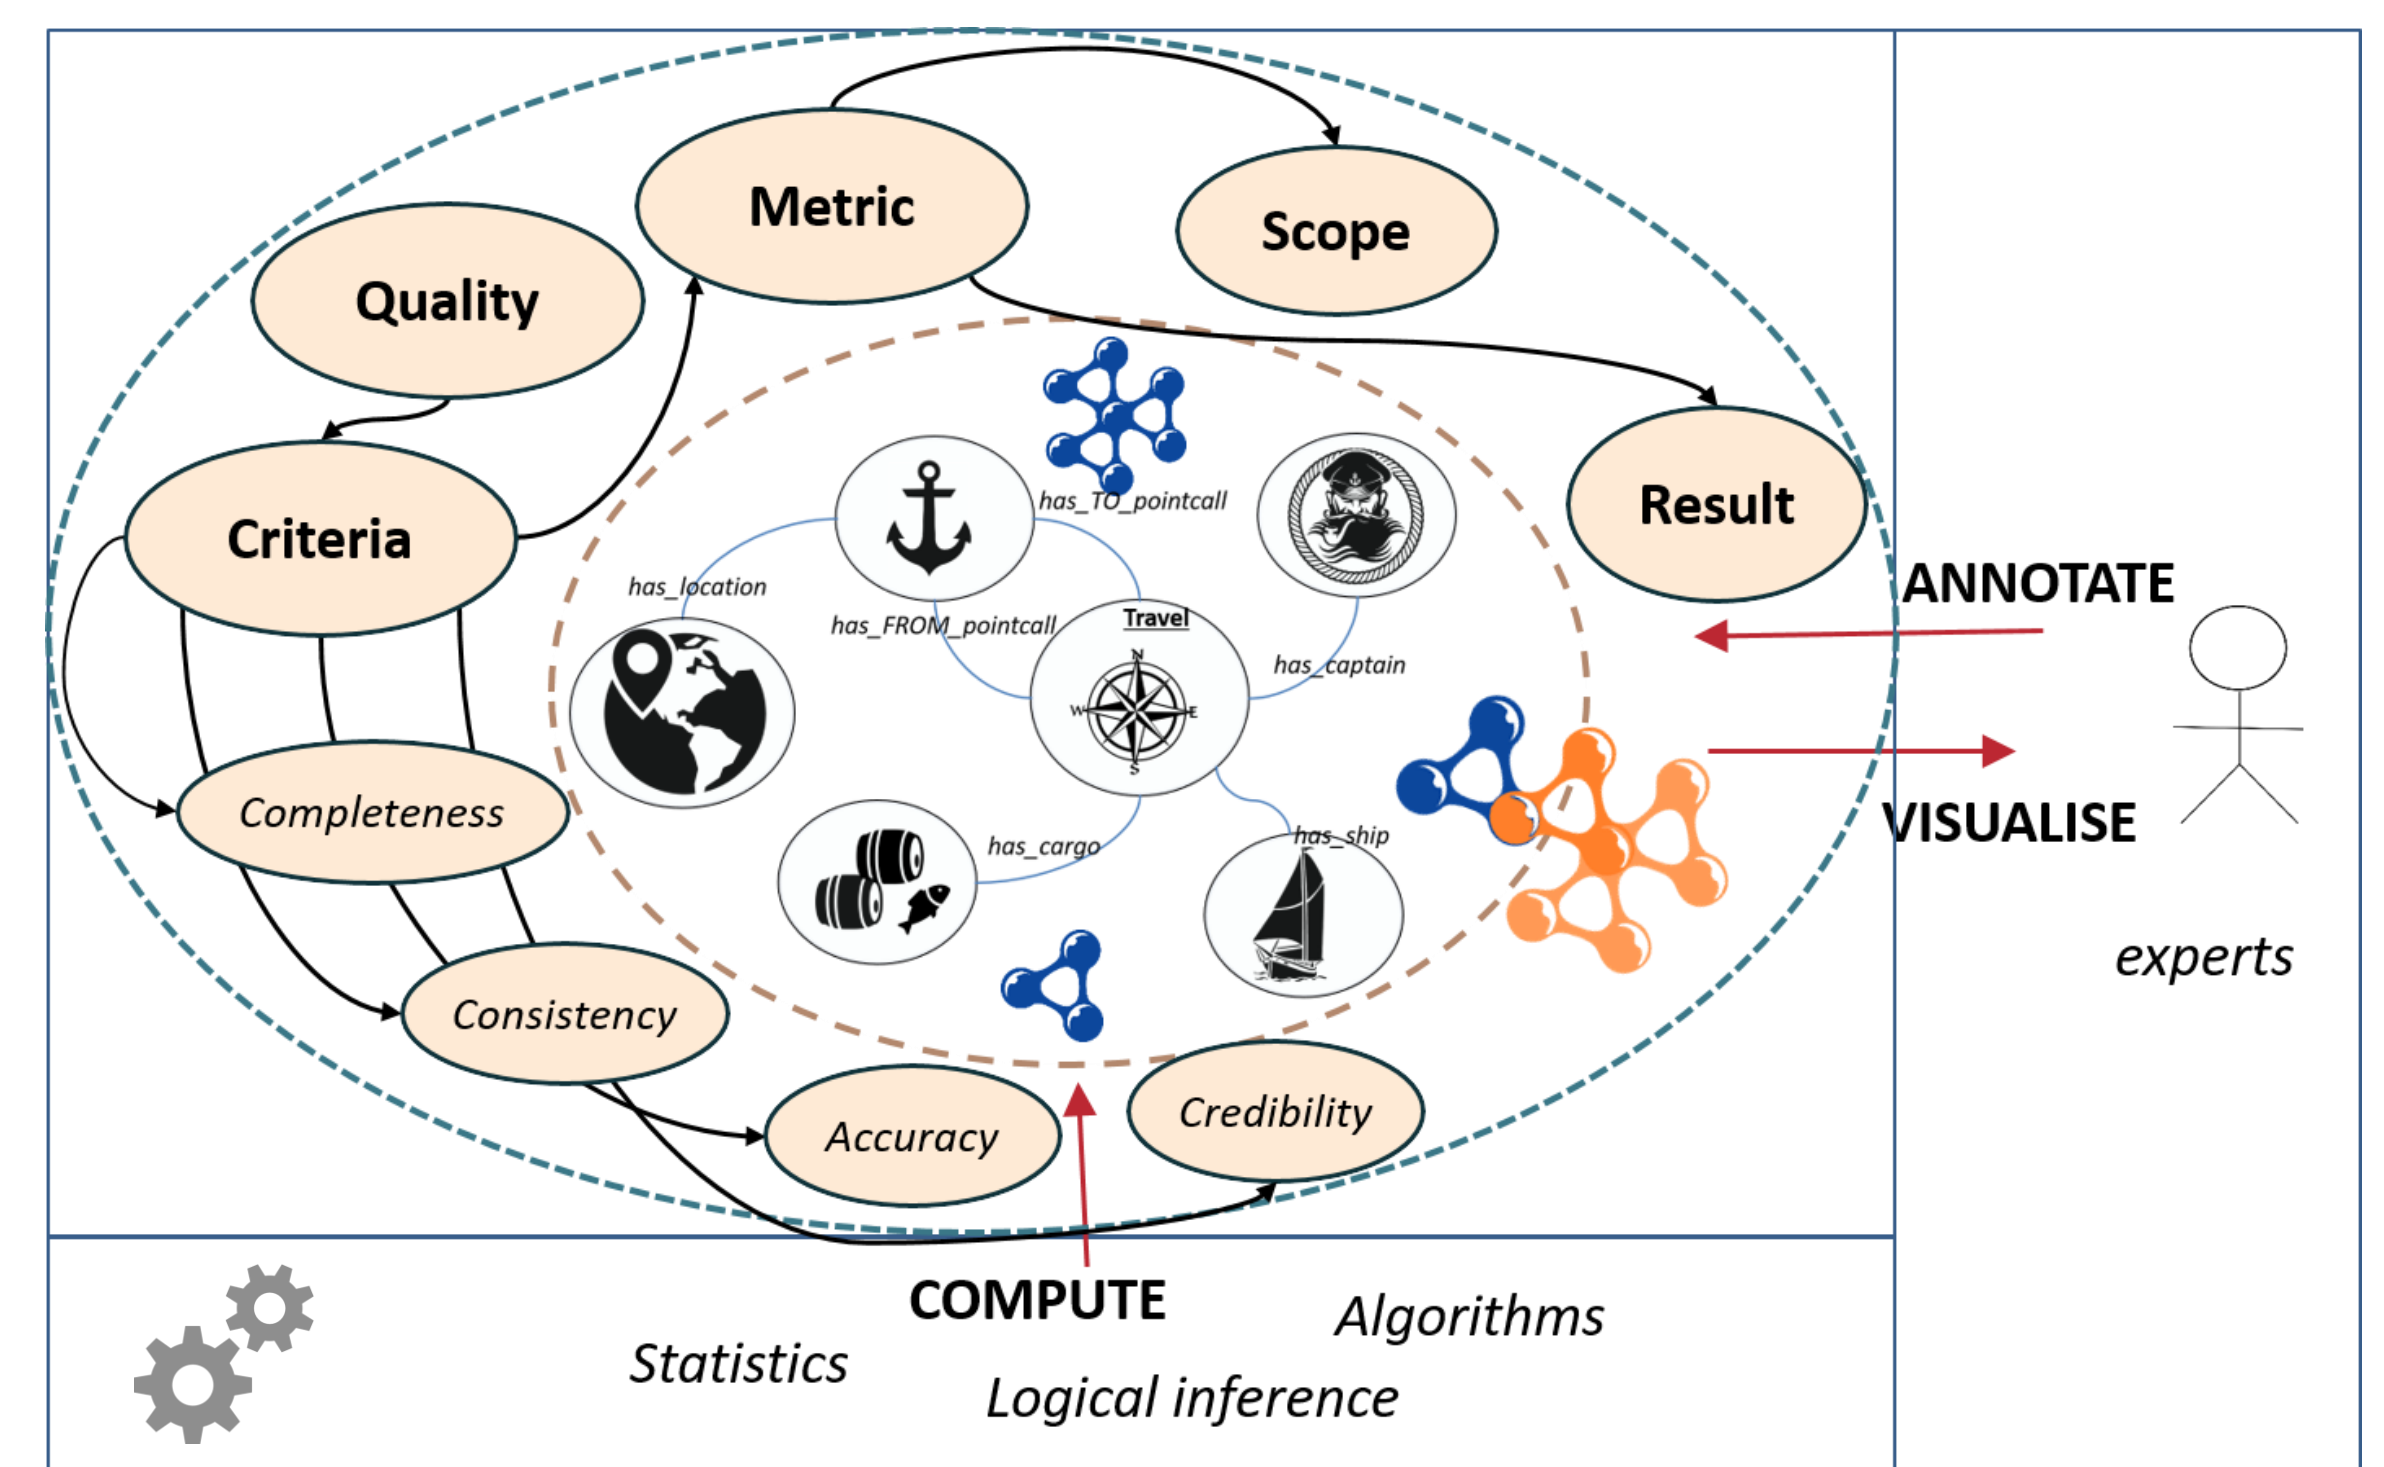 Metric
Scope
Quality
Result
Criteria
has_TO_pointcall
has_location
has_FROM_pointcall
Travel
N
W
E
S
has_captain
ANNOTATE
Completeness
has_cargo
has_ship
VISUALISE
experts
Consistency
Accuracy
Credibility
COMPUTE
Algorithms
Statistics
Logical inference